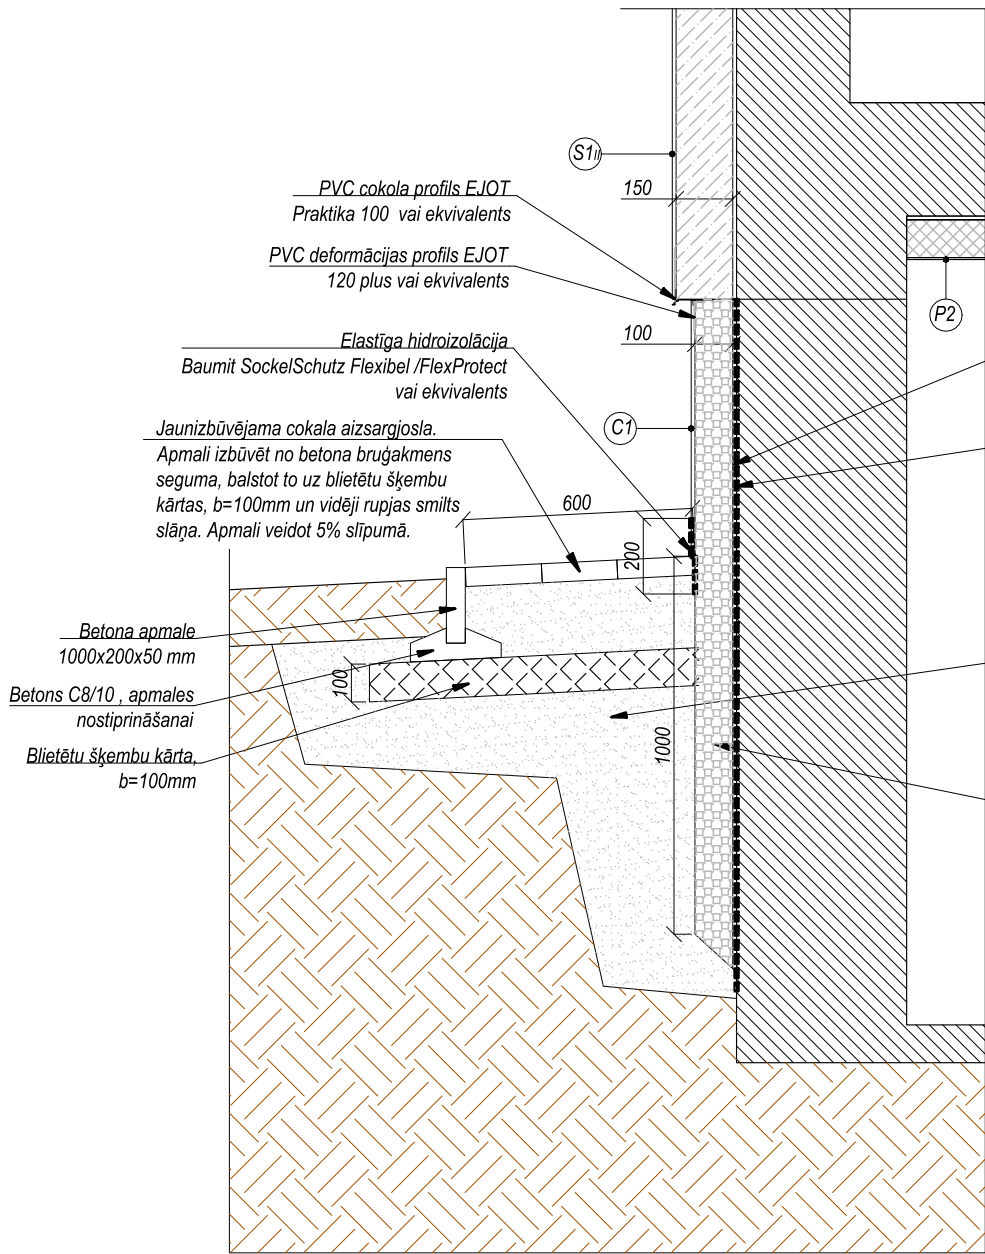 S1II
PVC cokola profils EJOT
Praktika 100 vai ekvivalents
150
PVC deformācijas profils EJOT
120 plus vai ekvivalents
P2
Elastīga hidroizolācija
Baumit SockelSchutz Flexibel /FlexProtect
vai ekvivalents
100
Jaunizbūvējama cokala aizsargjosla.
Apmali izbūvēt no betona bruģakmens
seguma, balstot to uz blietētu šķembu
kārtas, b=100mm un vidēji rupjas smilts
slāņa. Apmali veidot 5% slīpumā.
C1
600
200
Betona apmale
1000x200x50 mm
Betons C8/10 , apmales
nostiprināšanai
100
Blietētu šķembu kārta,
b=100mm
1000